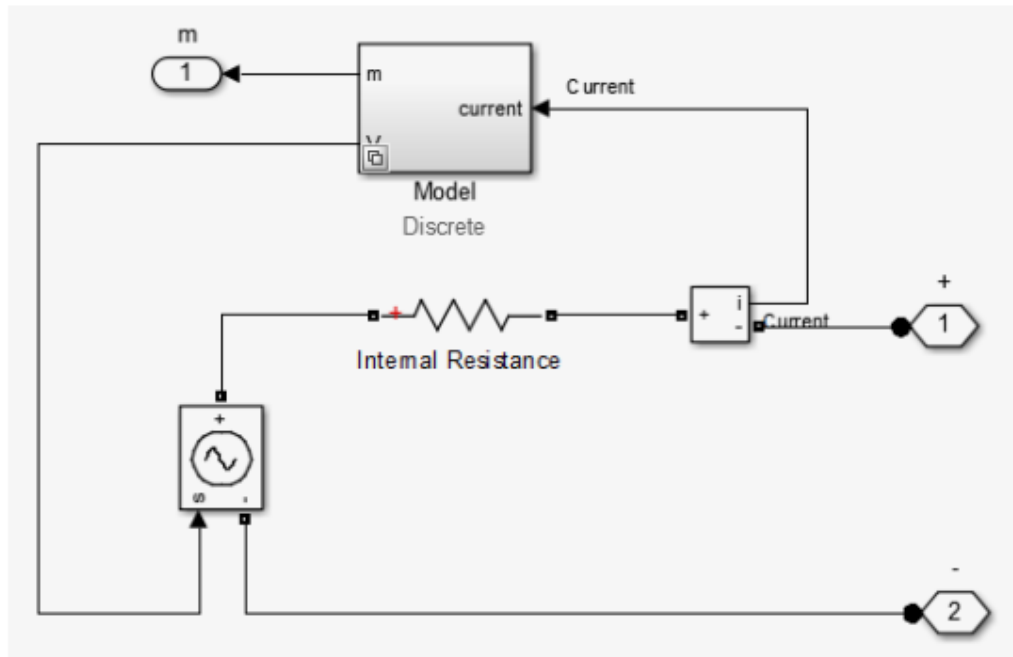 m
1
m
current
Current
V
Model
Discrete
+
i
+
-
Current
1
+
Internal Resistance
+
s
-
-
2